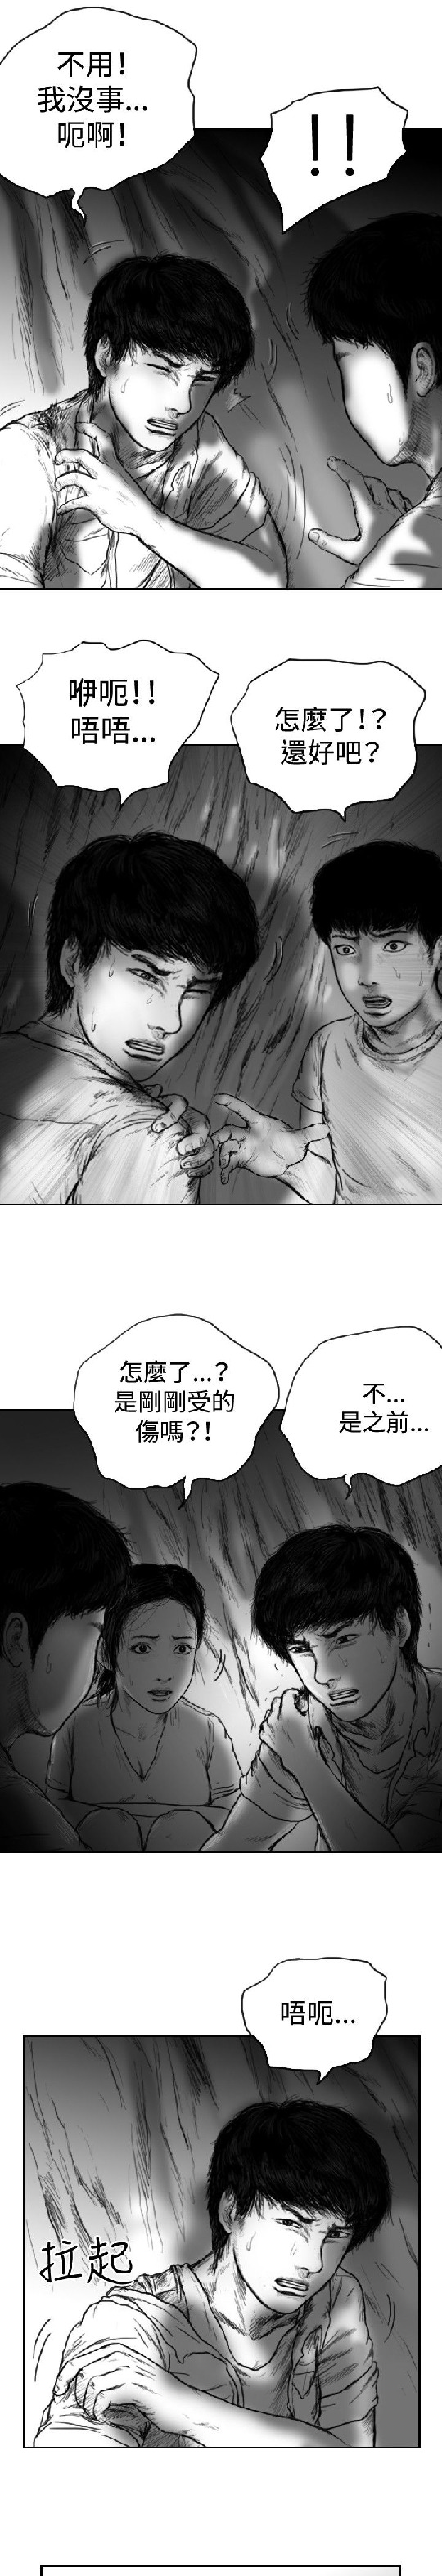 不用！
我沒事…
呃啊！
！！
咿呃！！
唔唔…
怎麼了！？
還好吧？
怎麼了…？
是剛剛受的
傷嗎？！
不…
是之前…
唔呃…
拉起